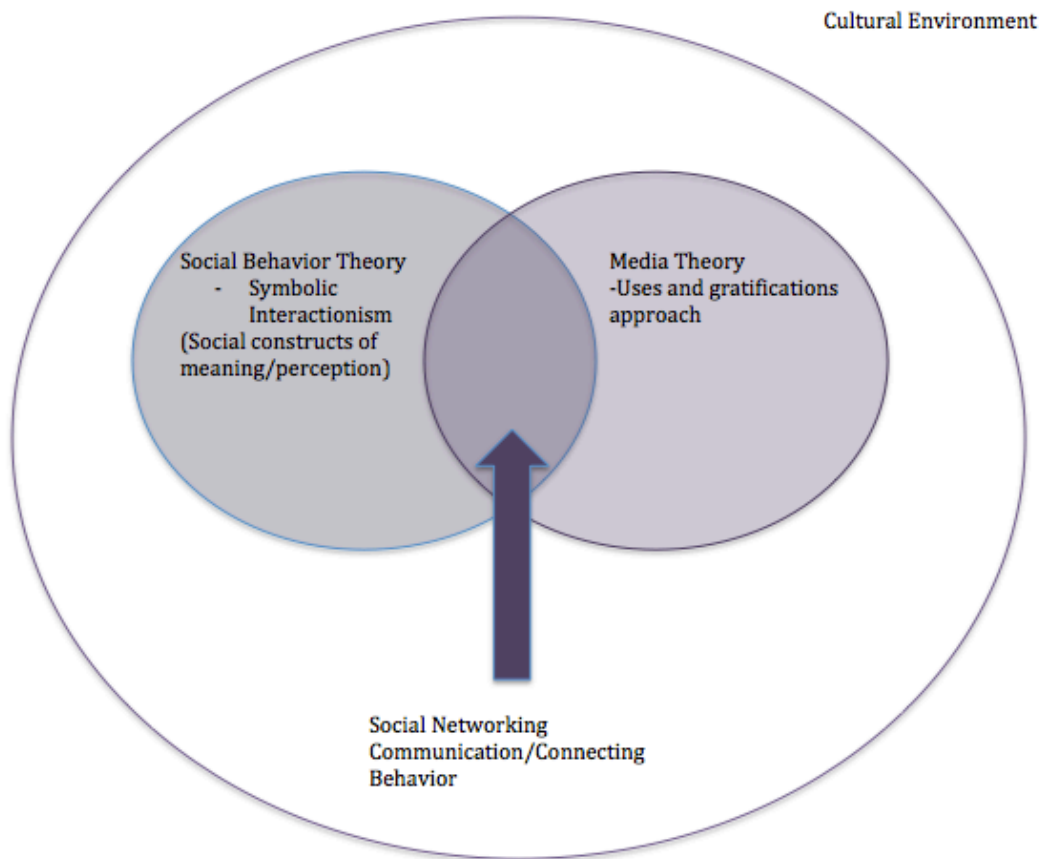 Cultural Environment
Social Behavior Theory
- Symbolic
Interactionism
(Social constructs of
meaning/perception)
Media Theory
-Uses and gratifications
approach
Social Networking
Communication/Connecting
Behavior